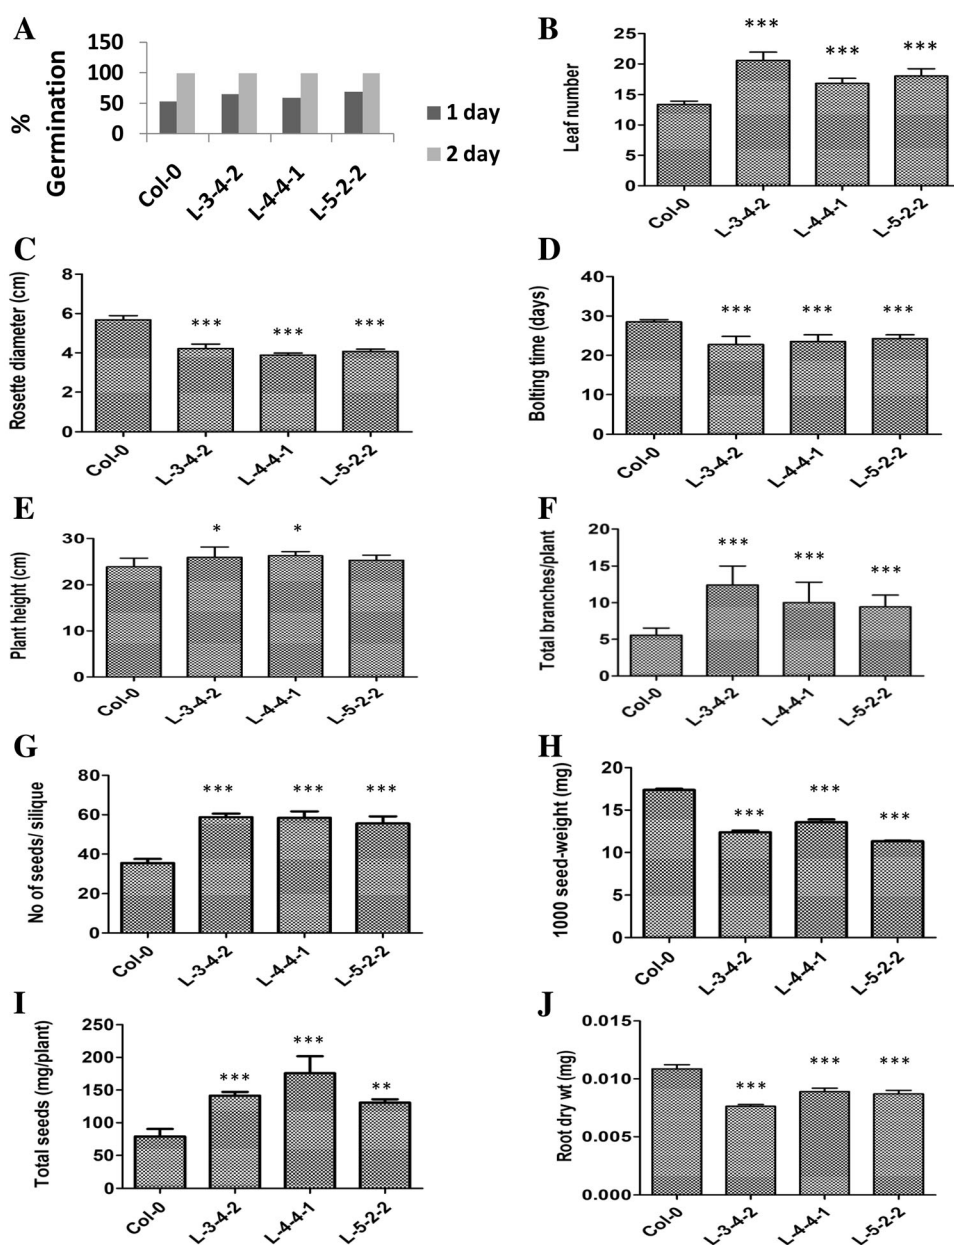 A
150
100
50
0
%
Germination
1 day
2 day
Col-0
L-3-4-2
L-4-4-1
L-5-2-2
B
Leaf number
25
20
15
10
5
0
***
***
***
Col-0
L-3-4-2
L-4-4-1
L-5-2-2
C
Rosette diameter (cm)
8
6
4
2
0
***
***
***
Col-0
L-3-4-2
L-4-4-1
L-5-2-2
D
Bolting time (days)
40
30
20
10
0
***
***
***
Col-0
L-3-4-2
L-4-4-1
L-5-2-2
E
Plant height (cm)
30
20
10
0
*
*
Col-0
L-3-4-2
L-4-4-1
L-5-2-2
F
Total branches/plant
20
15
10
5
0
***
***
***
Col-0
L-3-4-2
L-4-4-1
L-5-2-2
G
No of seeds/ silique
80
60
40
20
0
***
***
***
Col-0
L-3-4-2
L-4-4-1
L-5-2-2
H
1000 seed-weight (mg)
20
15
10
5
0
***
***
***
Col-0
L-3-4-2
L-4-4-1
L-5-2-2
I
Total seeds (mg/plant)
250
200
150
100
50
0
***
***
**
Col-0
L-3-4-2
L-4-4-1
L-5-2-2
J
Root dry wt (mg)
0.015
0.010
0.005
0.000
***
***
***
Col-0
L-3-4-2
L-4-4-1
L-5-2-2